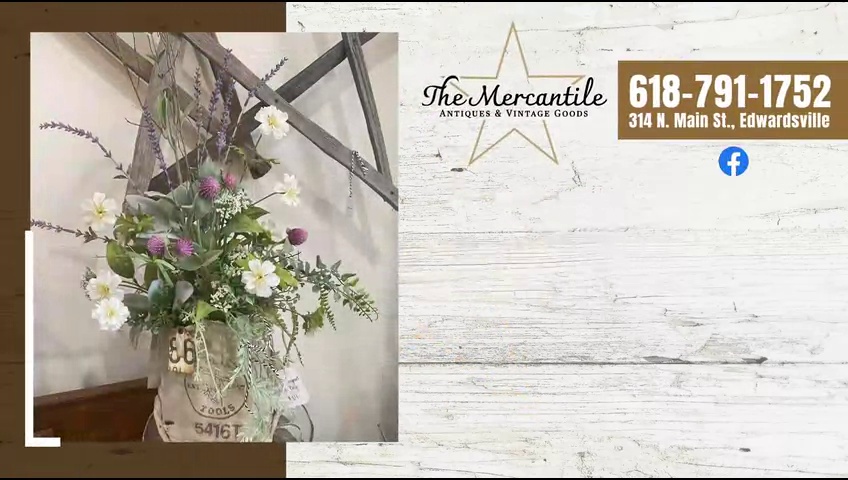 The Mercantile
ANTIQUES & VINTAGE GOODS
618-791-1752
314 N. Main St., Edwardsville
56
TOOLS
5416T